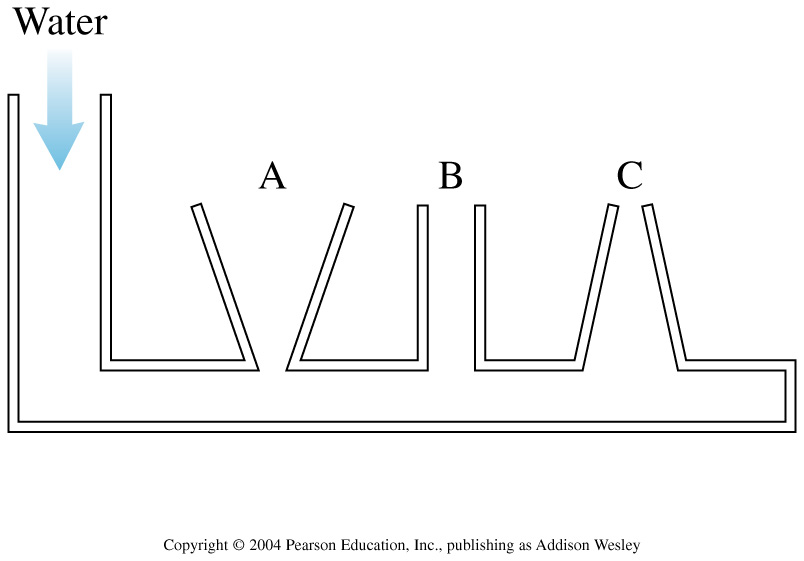 Water
A
B
C
Copyright © 2004 Pearson Education, Inc., publishing as Addison Wesley